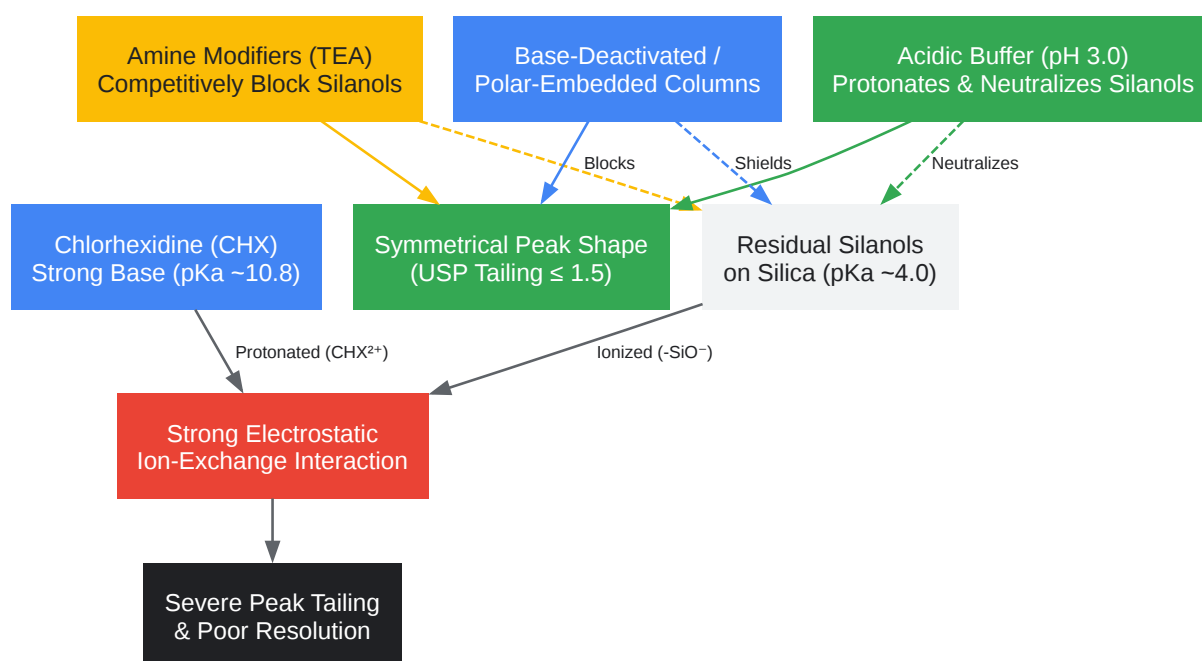 Amine Modifiers (TEA)
Competitively Block Silanols
Base-Deactivated /
Polar-Embedded Columns
Acidic Buffer (pH 3.0)
Protonates & Neutralizes Silanols
Blocks
Shields
Neutralizes
Chlorhexidine (CHX)
Strong Base (pKa ~10.8)
Symmetrical Peak Shape
(USP Tailing ≤ 1.5)
Residual Silanols
on Silica (pKa ~4.0)
Protonated (CHX²⁺)
Ionized (-SiO⁻)
Strong Electrostatic
Ion-Exchange Interaction
Severe Peak Tailing
& Poor Resolution